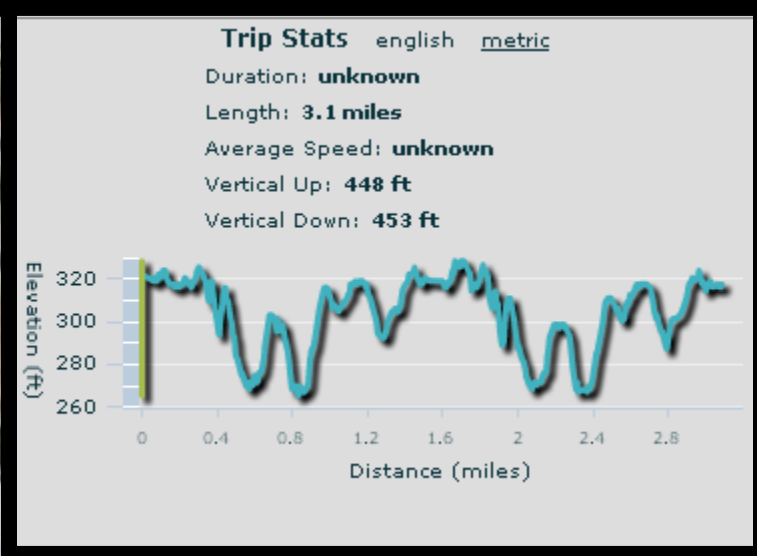 Trip Stats english metric
Duration: unknown
Length: 3.1 miles
Average Speed: unknown
Vertical Up: 448 ft
Vertical Down: 453 ft
Elevation (ft)
320
300
280
260
0 0.4 0.8 1.2 1.6 2 2.4 2.8
Distance (miles)